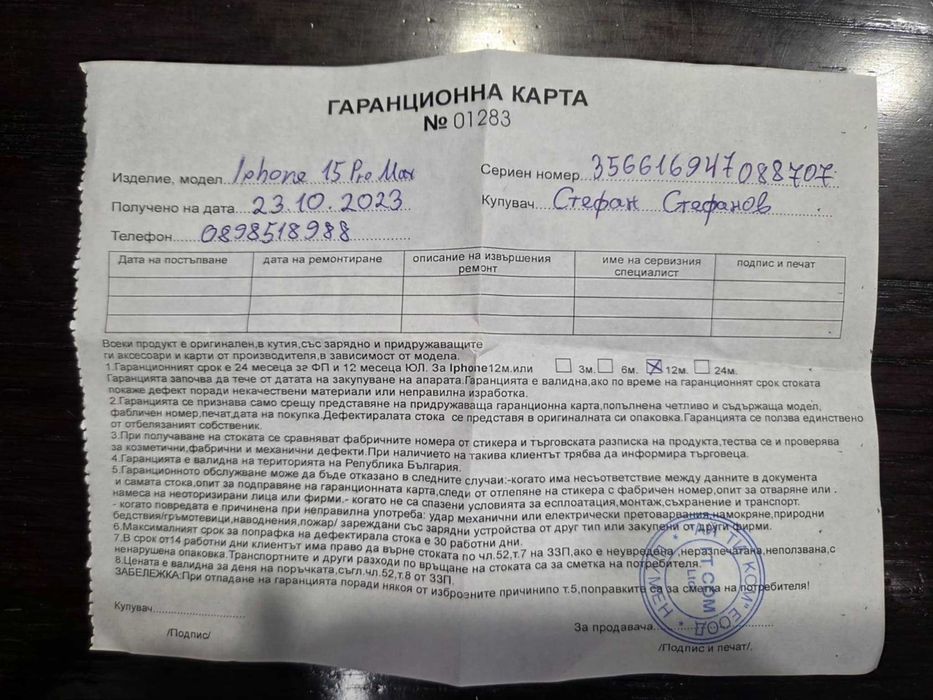 ГАРАНЦИОННА КАРТА
№ 01283
Изделие, модел Iphone 15 Pro Max Сериен номер 356616947088707
Получено на дата 23.10.2023 Купувач Стефан Стефанов
Телефон 0898518988
Дата на постъпване дата на ремонтиране описание на извършения ремонт име на сервизния специалист подпис и печат
Всеки продукт е оригинален,в кутия,със зарядно и придружаващите
ги аксесоари и карти от производителя,в зависимост от модела.
1.Гаранционният срок е 24 месеца зг ФП и 12 месеца ЮЛ. За Iphone12м.или 3м. 6м. 12м. 24м.
Гаранцията започва да тече от датата на закупуване на апарата.Гаранцията е валидна,ако по време на гаранционният срок стоката
покаже дефект поради некачествени материали или неправилна изработка.
2.Гаранцията се признава само срещу представяне на придружаваща гаранционна карта,попълнена четливо и съдържаща модел,
фабличен номер,печат,дата на покупка.Дефектиралата стока се представя в оригиналната си опаковка.Гаранцията се ползва единствено
от отбелязаният собственик.
3.При получаване на стоката се сравняват фабричните номера от стикера и търговската разписка на продукта,тества се и проверява
за козметични,фабрични и механични дефекти.При наличието на такива клиентът трябва да информира търговеца.
4.Гаранцията е валидна на територията на Република България.
5.Гаранционното обслужване може да бъде отказано в следните случаи:-когато има несъответствие между данните в документа
и самата стока,опит за подправяне на гаранционната карта,следи от отлепяне на стикера с фабричен номер,опит за отваряне или .
намеса на неоторизирани лица или фирми.- когато не са спазени условията за есплоатация,монтаж,съхранение и транспорт.
- когато повредата е причинена при неправилна употреба: удар механични или електрически претоварвания,намокряне,природни
бедствия/гръмотевици,наводнения,пожар/ зареждани със зарядни устройства от друг тип или закупени от други фирми.
6.Максималният срок за попрафка на дефектирала стока е 30 работни дни.
7.В срок от14 работни дни клиентът има право да върне стоката по чл.52,т.7 на ЗЗП,ако е неувредена ,неразпечатана,неползвана,с
ненарушена опаковка.Транспортните и други разходи по връщане на стоката са за сметка на потребителя.
8.Цената е валидна за деня на поръчката,съгл.чл.52,т.8 от ЗЗП.
ЗАБЕЛЕЖКА:При отпадане на гаранцията поради някоя от изброените причинипо т.5,поправките са за сметка на потребителя!
Купувач
/Подпис/
За продавача
/Подпис и печат/.
COM
Ltd
ЕООД